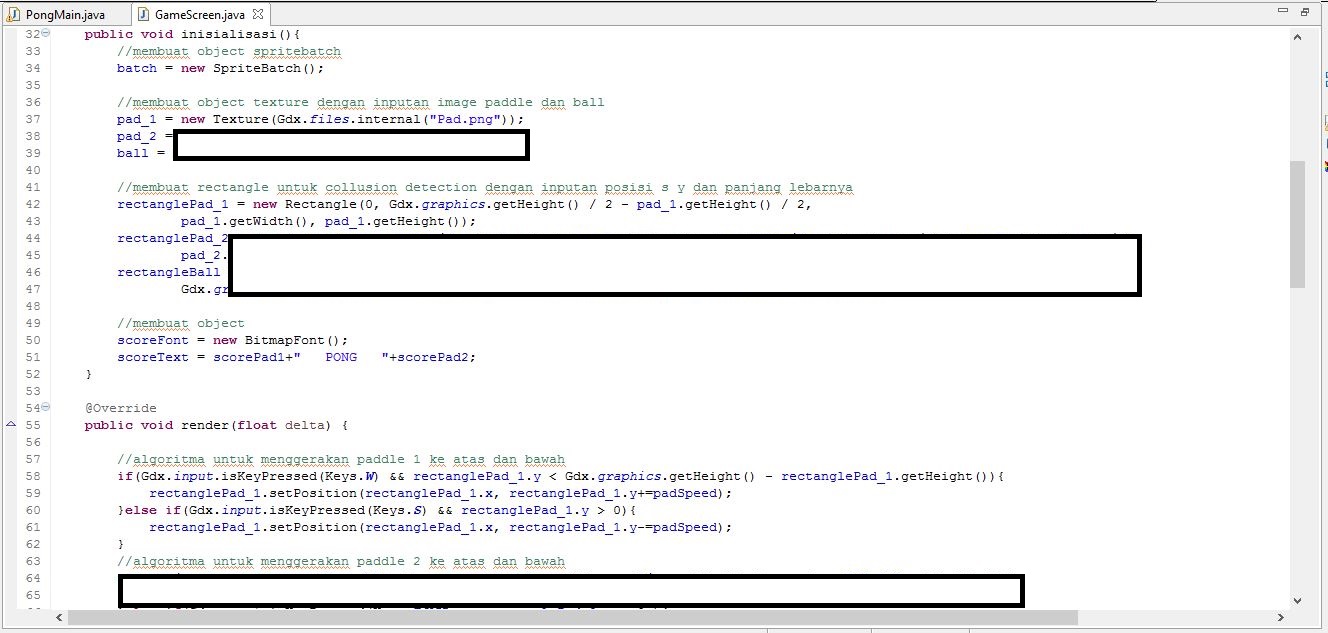 PongMain.java GameScreen.java
32 public void inisialisasi(){
33 //membuat object spritebatch
34 batch = new SpriteBatch();
35
36 //membuat object texture dengan inputan image paddle dan ball
37 pad_1 = new Texture(Gdx.files.internal("Pad.png"));
38 pad_2 =
39 ball =
40
41 //membuat rectangle untuk collusion detection dengan inputan posisi s y dan panjang lebarnya
42 rectanglePad_1 = new Rectangle(0, Gdx.graphics.getHeight() / 2 - pad_1.getHeight() / 2,
43 pad_1.getWidth(), pad_1.getHeight());
44 rectanglePad_2
45 pad_2.
46 rectangleBall
47 Gdx.gr
48
49 //membuat object
50 scoreFont = new BitmapFont();
51 scoreText = scorePad1+"   PONG   "+scorePad2;
52 }
53
54 @Override
55 public void render(float delta) {
56
57 //algoritma untuk menggerakan paddle 1 ke atas dan bawah
58 if(Gdx.input.isKeyPressed(Keys.W) && rectanglePad_1.y < Gdx.graphics.getHeight() - rectanglePad_1.getHeight()){
59 rectanglePad_1.setPosition(rectanglePad_1.x, rectanglePad_1.y+=padSpeed);
60 }else if(Gdx.input.isKeyPressed(Keys.S) && rectanglePad_1.y > 0){
61 rectanglePad_1.setPosition(rectanglePad_1.x, rectanglePad_1.y-=padSpeed);
62 }
63 //algoritma untuk menggerakan paddle 2 ke atas dan bawah
64
65